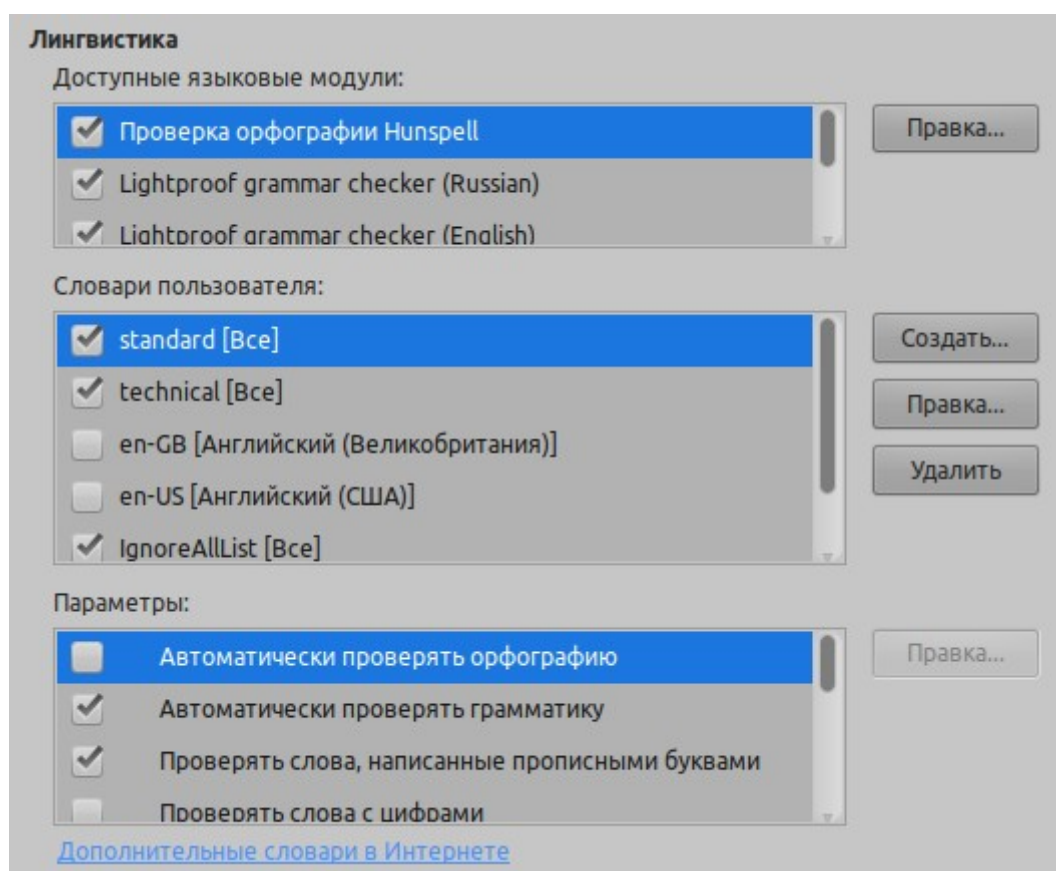 Лингвистика
Доступные языковые модули:
Проверка орфографии Hunspell
Правка...
Lightproof grammar checker (Russian)
Lightproof grammar checker (English)
Словари пользователя:
standard [Все]
Создать...
technical [Все]
Правка...
en-GB [Английский (Великобритания)]
Удалить
en-US [Английский (США)]
IgnoreAllList [Все]
Параметры:
Автоматически проверять орфографию
Правка...
Автоматически проверять грамматику
Проверять слова, написанные прописными буквами
Проверять слова с цифрами
Дополнительные словари в Интернете